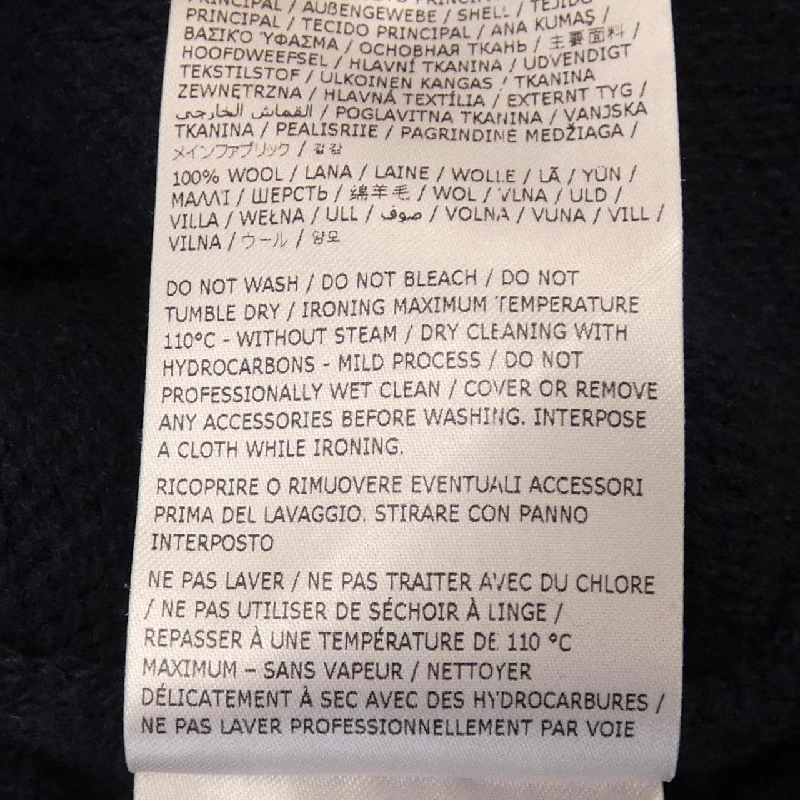 PRINCIPAL / AUßENGEWEBE / SHELL / TEJIDO
PRINCIPAL / TECIDO PRINCIPAL / ANA KUMAŞ /
ΒΑΣΙΚΌ ΎΦΑΣΜΑ / ОСНОВНАЯ ТКАНЬ / 主要面料 /
HOOFDWEEFSEL / HLAVNÍ TKANINA / UDVENDIGT
TEKSTILSTOF / ULKOINEN KANGAS / TKANINA
ZEWNĘTRZNA / HLAVNÁ TEXTÍLIA / EXTERNT TYG /
القماش الخارجي / POGLAVITNA TKANINA / VANJSKA
TKANINA / PEALISRIIE / PAGRINDINĖ MEDŽIAGA /
メインファブリック / 겉감
100% WOOL / LANA / LAINE / WOLLE / LÃ / YÜN /
ΜΑΛΛΊ / ШЕРСТЬ / 绵羊毛 / WOL / VLNA / ULD /
VILLA / WEŁNA / ULL / صوف / VOLNA / VUNA / VILL /
VILNA / ウール / 양모
DO NOT WASH / DO NOT BLEACH / DO NOT
TUMBLE DRY / IRONING MAXIMUM TEMPERATURE
110°C - WITHOUT STEAM / DRY CLEANING WITH
HYDROCARBONS - MILD PROCESS / DO NOT
PROFESSIONALLY WET CLEAN / COVER OR REMOVE
ANY ACCESSORIES BEFORE WASHING. INTERPOSE
A CLOTH WHILE IRONING.
RICOPRIRE O RIMUOVERE EVENTUALI ACCESSORI
PRIMA DEL LAVAGGIO. STIRARE CON PANNO
INTERPOSTO
NE PAS LAVER / NE PAS TRAITER AVEC DU CHLORE
/ NE PAS UTILISER DE SÉCHOIR À LINGE /
REPASSER À UNE TEMPÉRATURE DE 110 °C
MAXIMUM – SANS VAPEUR / NETTOYER
DÉLICATEMENT À SEC AVEC DES HYDROCARBURES /
NE PAS LAVER PROFESSIONNELLEMENT PAR VOIE